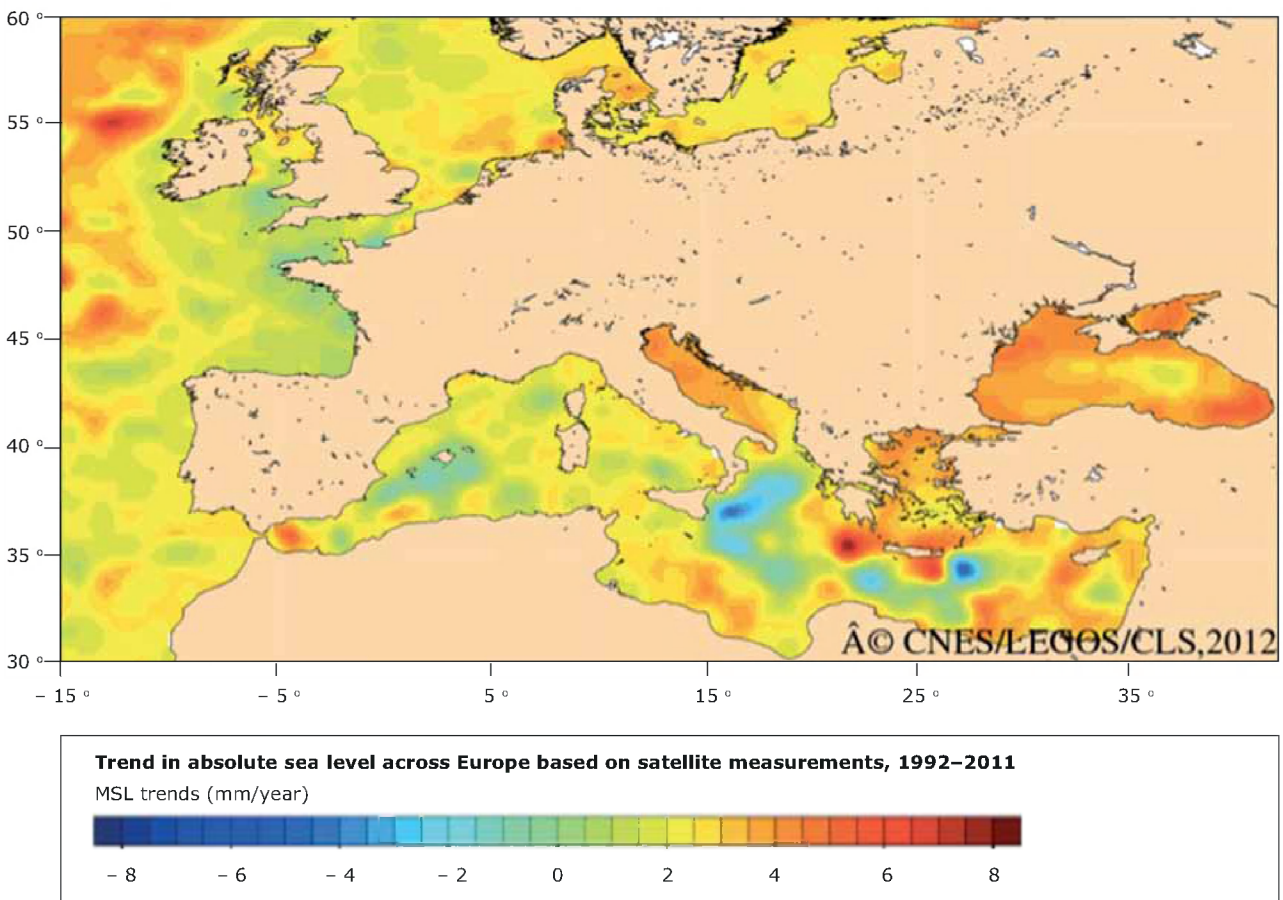 60 º
55 º
50 º
45 º
40 º
35 º
30 º
Â© CNES/LEGOS/CLS,2012
– 15 º
– 5 º
5 º
15 º
25 º
35 º
Trend in absolute sea level across Europe based on satellite measurements, 1992–2011
MSL trends (mm/year)
– 8 – 6 – 4 – 2 0 2 4 6 8